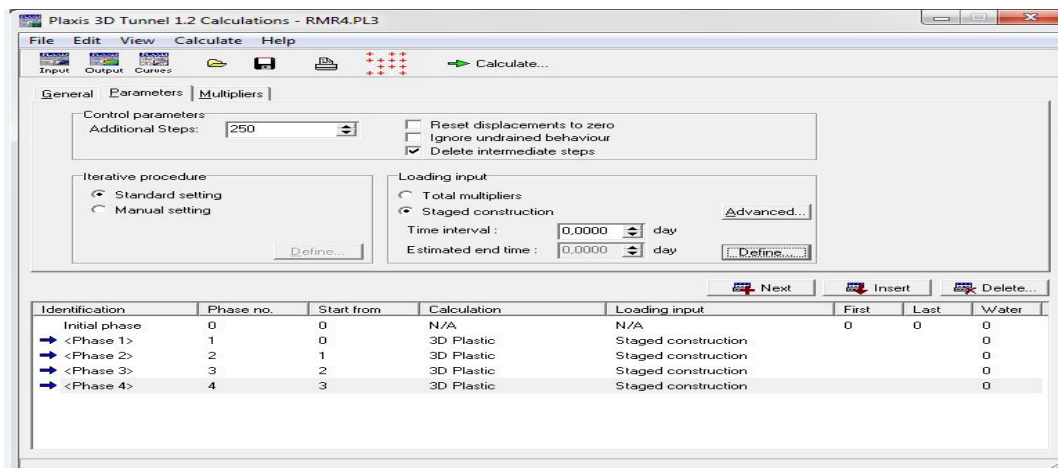 Plaxis 3D Tunnel 1.2 Calculations - RMR4.PL3
File Edit View Calculate Help
Input Output Curves Calculate...
General Parameters Multipliers
Control parameters
Additional Steps: 250
Reset displacements to zero
Ignore undrained behaviour
Delete intermediate steps
Iterative procedure
Standard setting
Manual setting
Define...
Loading input
Total multipliers
Staged construction
Advanced...
Time interval : 0,0000 day
Estimated end time : 0,0000 day
Define...
Next Insert Delete...
Identification Phase no. Start from Calculation Loading input First Last Water
Initial phase 0 0 N/A N/A 0 0 0
<Phase 1> 1 0 3D Plastic Staged construction 0
<Phase 2> 2 1 3D Plastic Staged construction 0
<Phase 3> 3 2 3D Plastic Staged construction 0
<Phase 4> 4 3 3D Plastic Staged construction 0